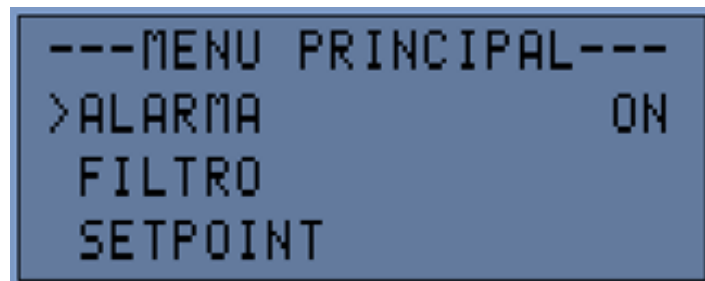 ---MENU PRINCIPAL---
>ALARMA ON
FILTRO
SETPOINT